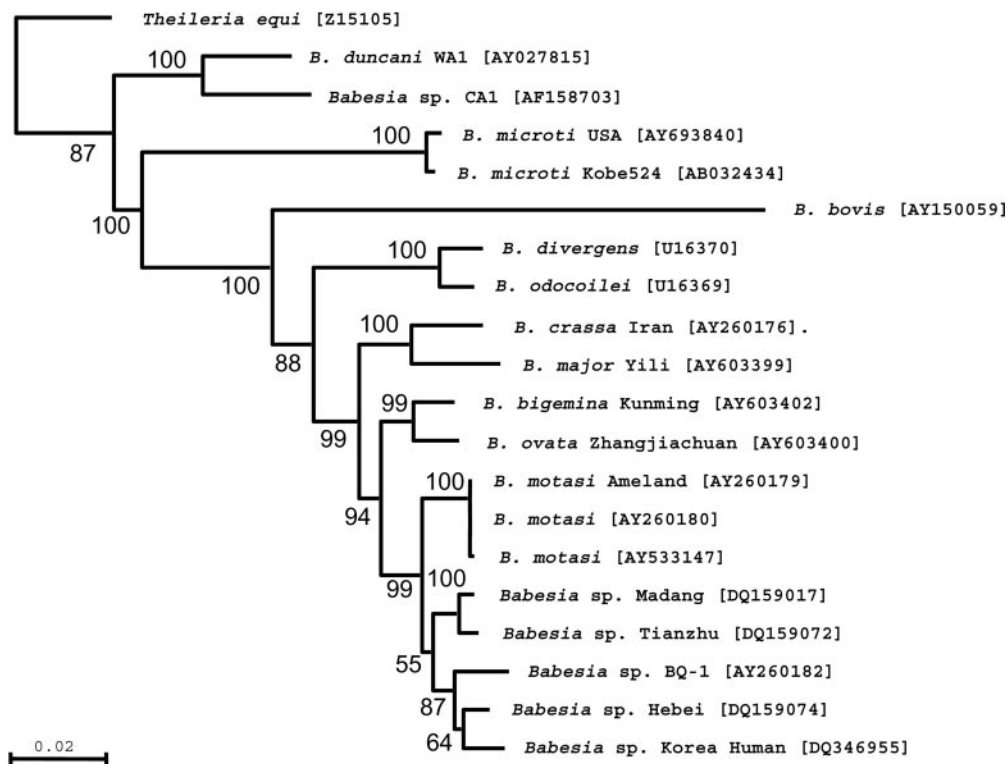 Theileria equi [Z15105]
100
B. duncani WA1 [AY027815]
Babesia sp. CA1 [AF158703]
87
100
B. microti USA [AY693840]
B. microti Kobe524 [AB032434]
100
B. bovis [AY150059]
100
100
B. divergens [U16370]
B. odocoilei [U16369]
88
100
B. crassa Iran [AY260176].
B. major Yili [AY603399]
99
99
B. bigemina Kunming [AY603402]
B. ovata Zhangjiachuan [AY603400]
94
100
B. motasi Ameland [AY260179]
B. motasi [AY260180]
B. motasi [AY533147]
99
100
Babesia sp. Madang [DQ159017]
Babesia sp. Tianzhu [DQ159072]
55
Babesia sp. BQ-1 [AY260182]
87
Babesia sp. Hebei [DQ159074]
64
Babesia sp. Korea Human [DQ346955]
0.02